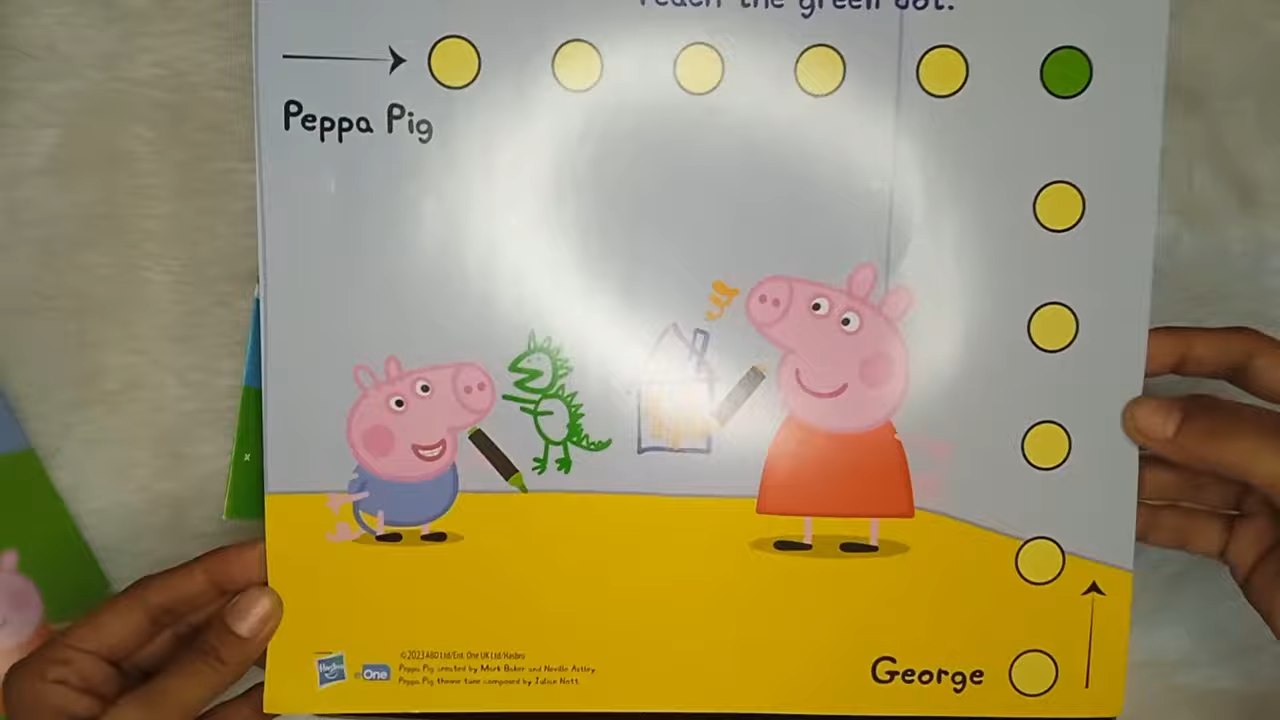 reach the green dot.
Peppa Pig
George
©2023 ABD Ltd/Ent. One UK Ltd/Hasbro
Hasbro
eOne
Peppa Pig created by Mark Baker and Neville Astley.
Peppa Pig theme tune composed by Julian Nott
x